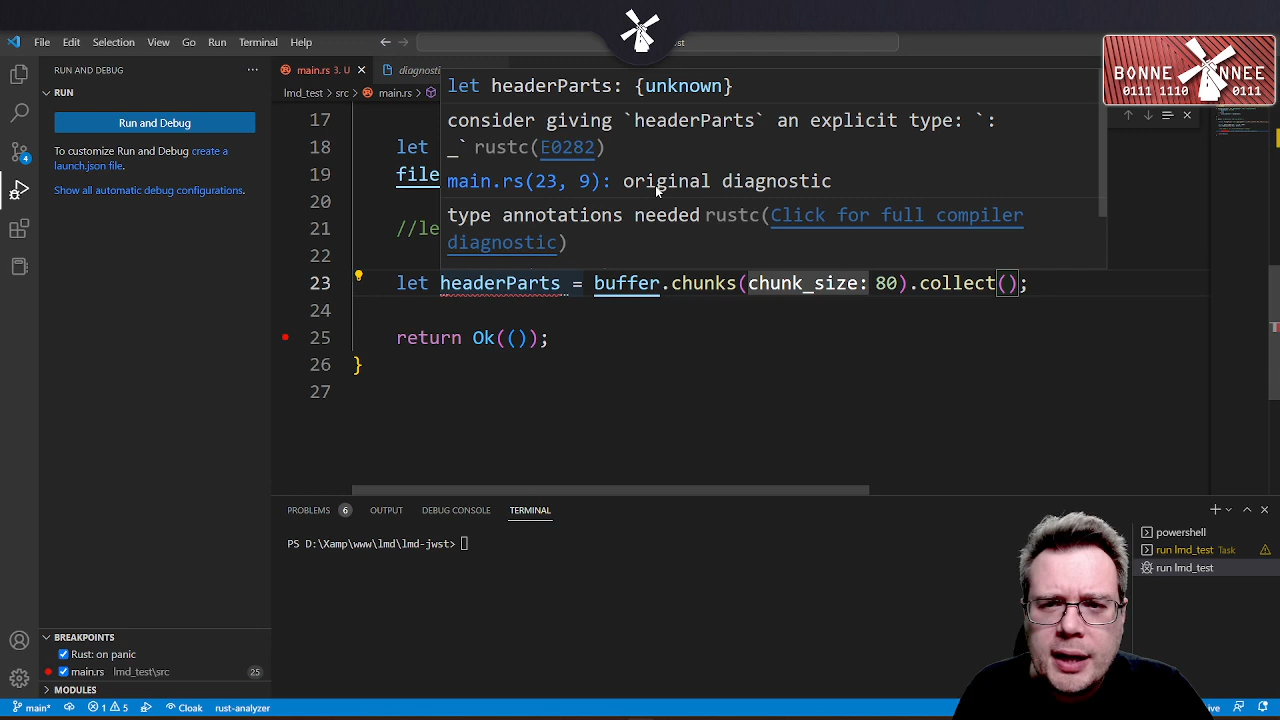 File Edit Selection View Go Run Terminal Help
st
BONNE NNEE
0111 1110 0111
RUN AND DEBUG
RUN
Run and Debug
To customize Run and Debug create a
launch.json file.
Show all automatic debug configurations.
main.rs 3, U
diagnosti
lmd_test > src > main.rs >
let headerParts: {unknown}
consider giving `headerParts` an explicit type: `:
_` rustc(E0282)
main.rs(23, 9): original diagnostic
type annotations needed rustc(Click for full compiler
diagnostic)
17
18 let
19 file
20
21 //le
22
23 let headerParts = buffer.chunks(chunk_size: 80).collect();
24
25 return Ok(());
26 }
27
PROBLEMS 6 OUTPUT DEBUG CONSOLE TERMINAL
PS D:\Xamp\www\lmd\lmd-jwst>
powershell
run lmd_test Task
run lmd_test
BREAKPOINTS
Rust: on panic
main.rs lmd_test\src 25
MODULES
4
main* 1 5 Cloak rust-analyzer
ive